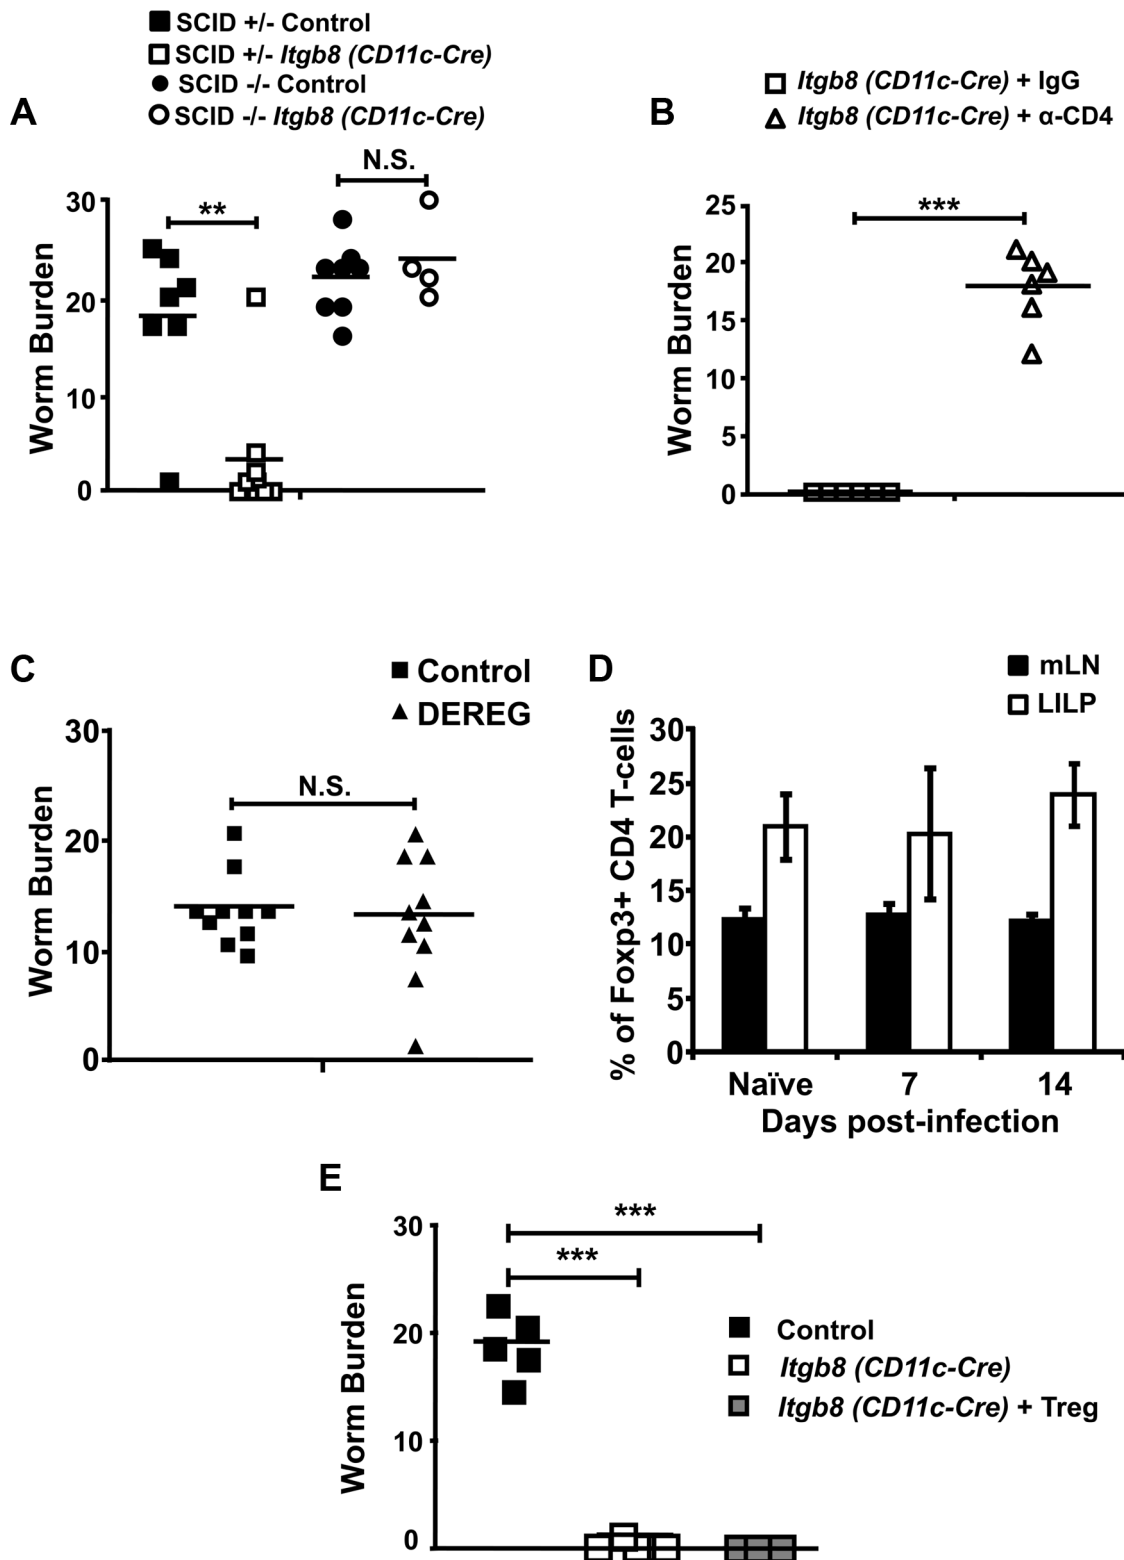 SCID +/- Control
SCID +/- Itgb8 (CD11c-Cre)
SCID -/- Control
SCID -/- Itgb8 (CD11c-Cre)
A
N.S.
**
30
20
10
0
Worm Burden
B
Itgb8 (CD11c-Cre) + IgG
Itgb8 (CD11c-Cre) + α-CD4
***
25
20
15
10
5
0
Worm Burden
C
Control
DEREG
N.S.
30
20
10
0
Worm Burden
D
mLN
LILP
30
25
20
15
10
5
0
% of Foxp3+ CD4 T-cells
Naïve 7 14
Days post-infection
E
***
***
30
20
10
0
Worm Burden
Control
Itgb8 (CD11c-Cre)
Itgb8 (CD11c-Cre) + Treg